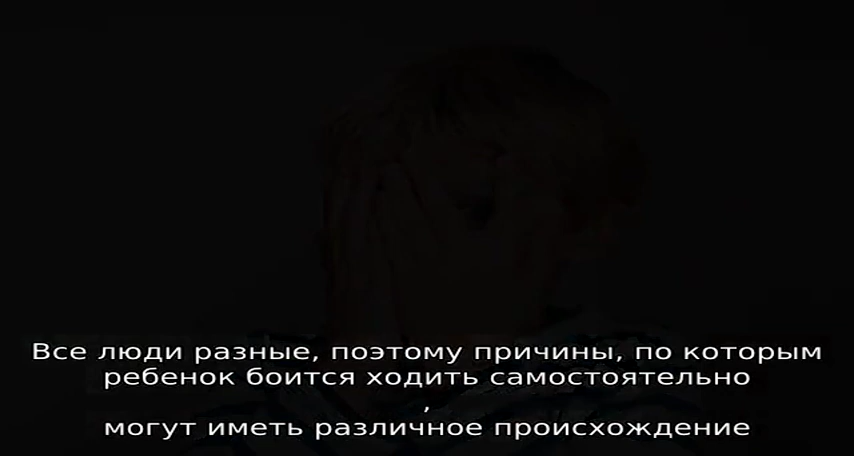 Все люди разные, поэтому причины, по которым
ребенок боится ходить самостоятельно
,
могут иметь различное происхождение